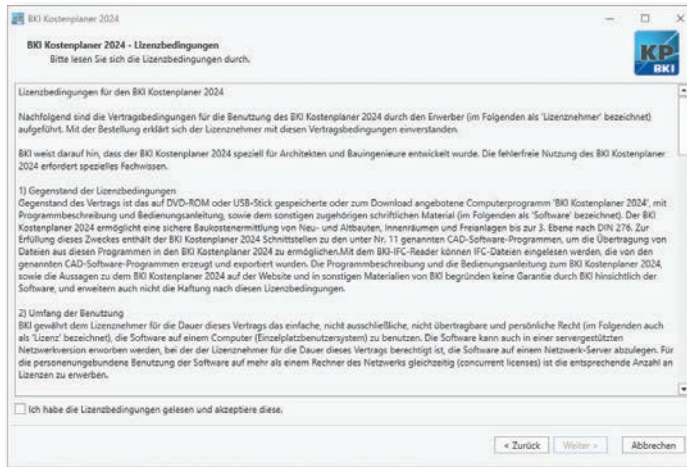 BKI Kostenplaner 2024
BKI Kostenplaner 2024 - Lizenzbedingungen
Bitte lesen Sie sich die Lizenzbedingungen durch.
KP
BKI
Lizenzbedingungen für den BKI Kostenplaner 2024
Nachfolgend sind die Vertragsbedingungen für die Benutzung des BKI Kostenplaner 2024 durch den Erwerber (im Folgenden als 'Lizenznehmer' bezeichnet)
aufgeführt. Mit der Bestellung erklärt sich der Lizenznehmer mit diesen Vertragsbedingungen einverstanden.
BKI weist darauf hin, dass der BKI Kostenplaner 2024 speziell für Architekten und Bauingenieure entwickelt wurde. Die fehlerfreie Nutzung des BKI Kostenplaner
2024 erfordert spezielles Fachwissen.
1) Gegenstand der Lizenzbedingungen
Gegenstand des Vertrags ist das auf DVD-ROM oder USB-Stick gespeicherte oder zum Download angebotene Computerprogramm 'BKI Kostenplaner 2024', mit
Programmbeschreibung und Bedienungsanleitung, sowie dem sonstigen zugehörigen schriftlichen Material (im Folgenden als 'Software' bezeichnet). Der BKI
Kostenplaner 2024 ermöglicht eine sichere Baukostenermittlung von Neu- und Altbauten, Innenräumen und Freianlagen bis zur 3. Ebene nach DIN 276. Zur
Erfüllung dieses Zweckes enthält der BKI Kostenplaner 2024 Schnittstellen zu den unter Nr. 11 genannten CAD-Software-Programmen, um die Übertragung von
Dateien aus diesen Programmen in den BKI Kostenplaner 2024 zu ermöglichen.Mit dem BKI-IFC-Reader können IFC-Dateien eingelesen werden, die von den
genannten CAD-Software-Programmen erzeugt und exportiert wurden. Die Programmbeschreibung und die Bedienungsanleitung zum BKI Kostenplaner 2024,
sowie die Aussagen zu dem BKI Kostenplaner 2024 auf der Website und in sonstigen Materialien von BKI begründen keine Garantie durch BKI hinsichtlich der
Software, und erweitern auch nicht die Haftung nach diesen Lizenzbedingungen.
2) Umfang der Benutzung
BKI gewährt dem Lizenznehmer für die Dauer dieses Vertrags das einfache, nicht ausschließliche, nicht übertragbare und persönliche Recht (im Folgenden auch
als 'Lizenz' bezeichnet), die Software auf einem Computer (Einzelplatzbenutzersystem) zu benutzen. Die Software kann auch in einer servergestützten
Netzwerkversion erworben werden, bei der der Lizenznehmer für die Dauer dieses Vertrags berechtigt ist, die Software auf einem Netzwerk-Server abzulegen. Für
die personenungebundene Benutzung der Software auf mehr als einem Rechner des Netzwerks gleichzeitig (concurrent licenses) ist die entsprechende Anzahl an
Lizenzen zu erwerben.
Ich habe die Lizenzbedingungen gelesen und akzeptiere diese.
< Zurück
Weiter >
Abbrechen